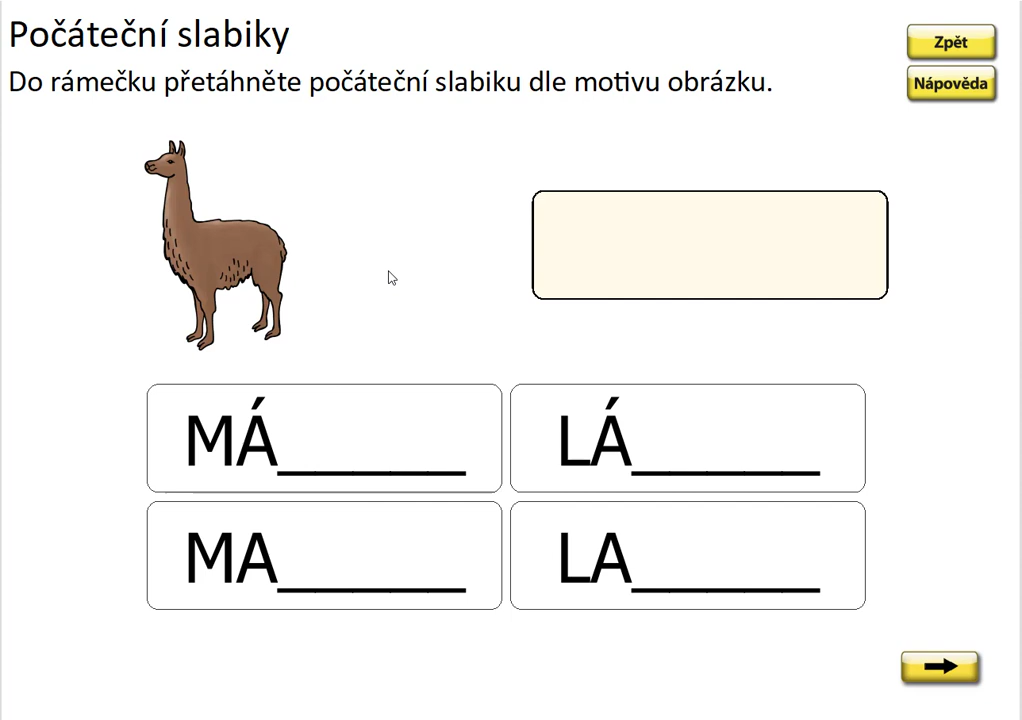 Počáteční slabiky
Zpět
Do rámečku přetáhněte počáteční slabiku dle motivu obrázku.
Nápověda
MÁ_____
LÁ_____
MA_____
LA_____